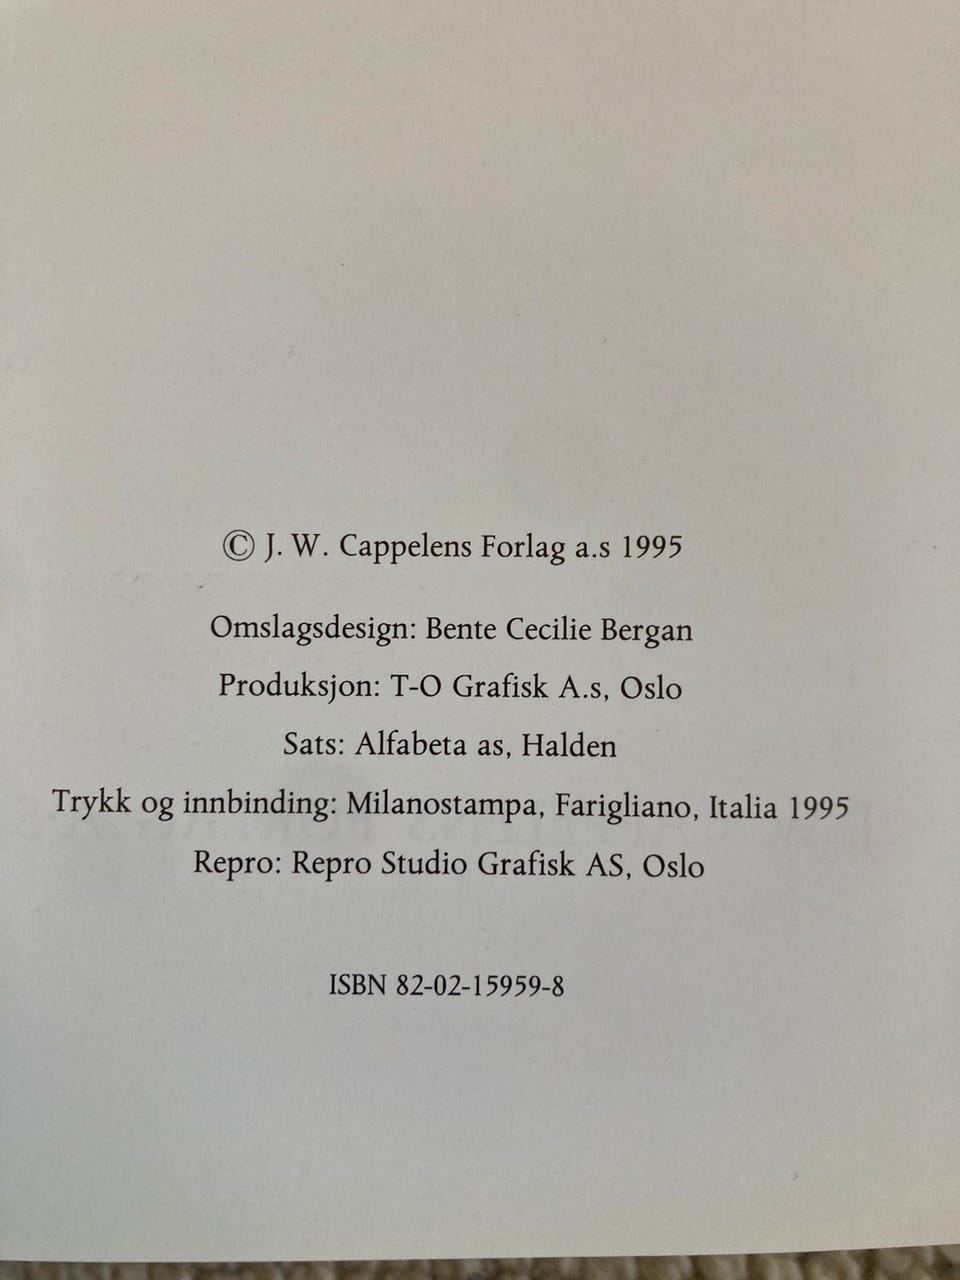 © J. W. Cappelens Forlag a.s 1995
Omslagsdesign: Bente Cecilie Bergan
Produksjon: T-O Grafisk A.s, Oslo
Sats: Alfabeta as, Halden
Trykk og innbinding: Milanostampa, Farigliano, Italia 1995
Repro: Repro Studio Grafisk AS, Oslo
ISBN 82-02-15959-8